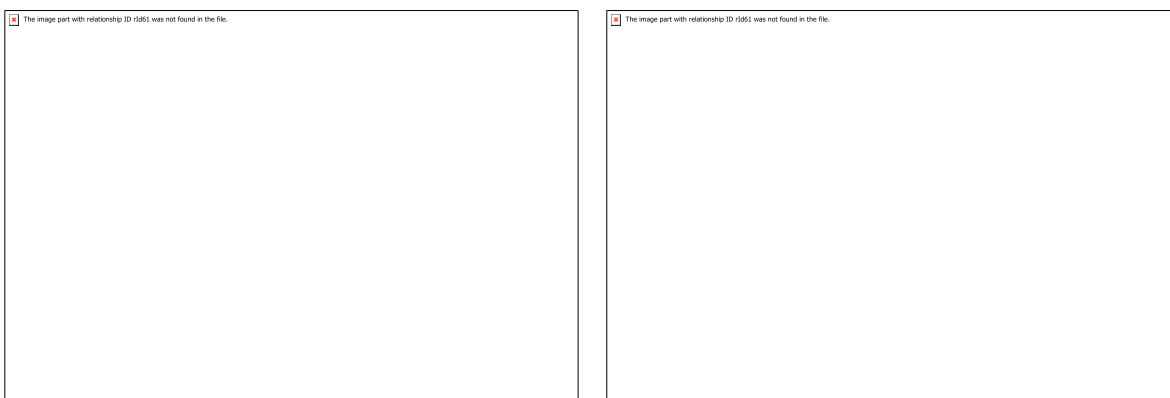 The image part with relationship ID rId61 was not found in the file.
The image part with relationship ID rId61 was not found in the file.